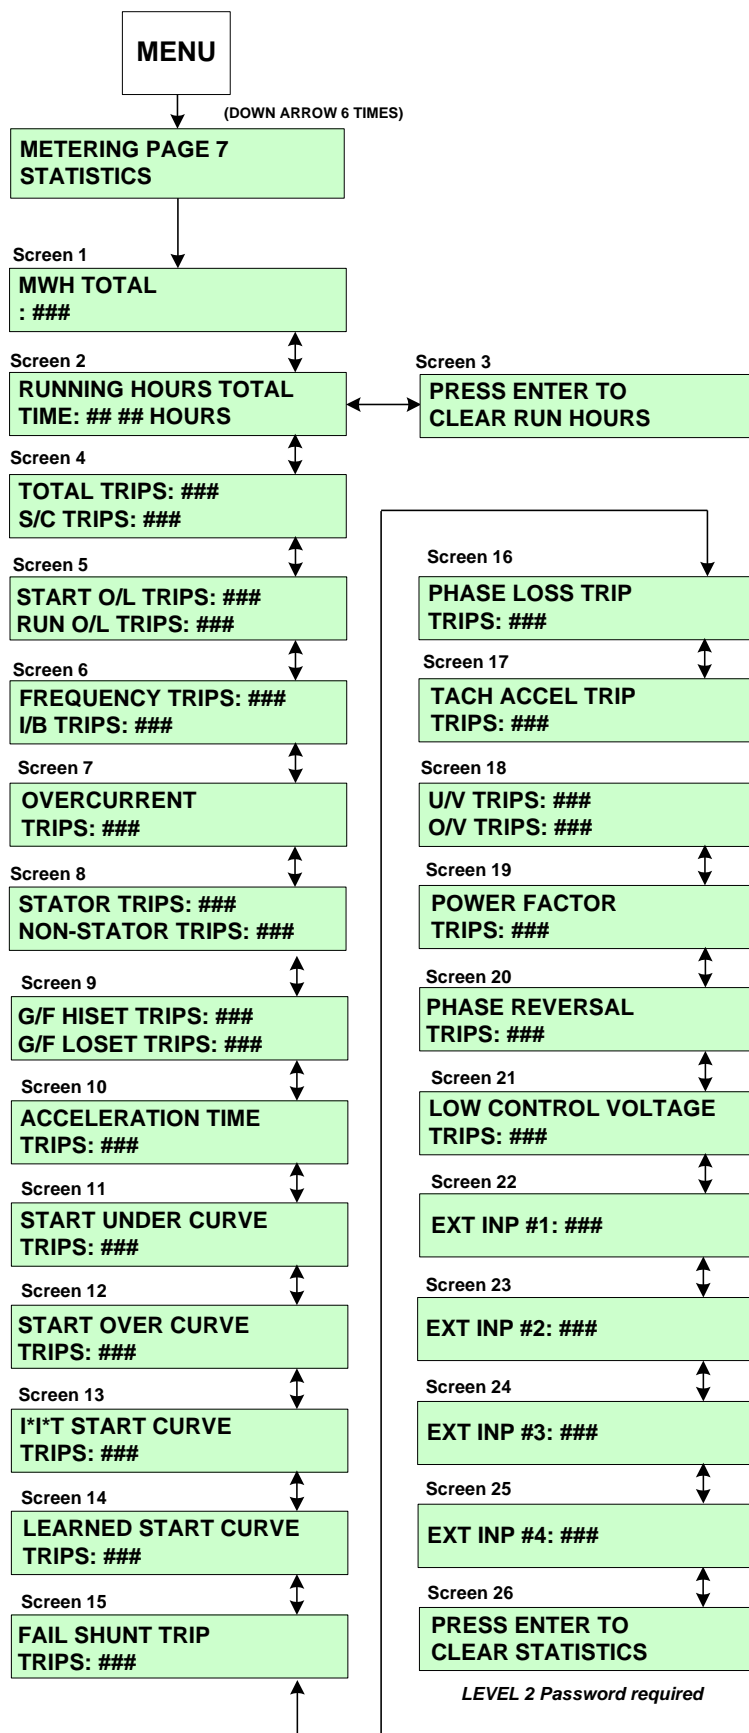 MENU
(DOWN ARROW 6 TIMES)
METERING PAGE 7
STATISTICS
Screen 1
MWH TOTAL
: ###
Screen 2
RUNNING HOURS TOTAL
TIME: ## ## HOURS
Screen 3
PRESS ENTER TO
CLEAR RUN HOURS
Screen 4
TOTAL TRIPS: ###
S/C TRIPS: ###
Screen 5
START O/L TRIPS: ###
RUN O/L TRIPS: ###
Screen 6
FREQUENCY TRIPS: ###
I/B TRIPS: ###
Screen 7
OVERCURRENT
TRIPS: ###
Screen 8
STATOR TRIPS: ###
NON-STATOR TRIPS: ###
Screen 9
G/F HISET TRIPS: ###
G/F LOSET TRIPS: ###
Screen 10
ACCELERATION TIME
TRIPS: ###
Screen 11
START UNDER CURVE
TRIPS: ###
Screen 12
START OVER CURVE
TRIPS: ###
Screen 13
I*I*T START CURVE
TRIPS: ###
Screen 14
LEARNED START CURVE
TRIPS: ###
Screen 15
FAIL SHUNT TRIP
TRIPS: ###
Screen 16
PHASE LOSS TRIP
TRIPS: ###
Screen 17
TACH ACCEL TRIP
TRIPS: ###
Screen 18
U/V TRIPS: ###
O/V TRIPS: ###
Screen 19
POWER FACTOR
TRIPS: ###
Screen 20
PHASE REVERSAL
TRIPS: ###
Screen 21
LOW CONTROL VOLTAGE
TRIPS: ###
Screen 22
EXT INP #1: ###
Screen 23
EXT INP #2: ###
Screen 24
EXT INP #3: ###
Screen 25
EXT INP #4: ###
Screen 26
PRESS ENTER TO
CLEAR STATISTICS
LEVEL 2 Password required